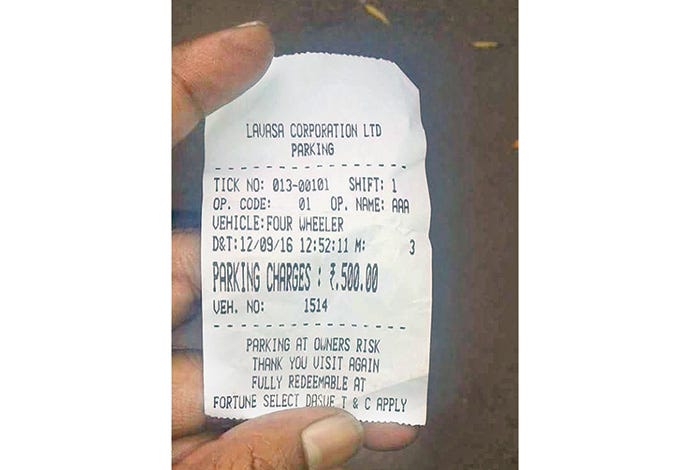 LAVASA CORPORATION LTD
PARKING
TICK NO: 013-00101 SHIFT: 1
OP. CODE: 01 OP. NAME: AAA
VEHICLE:FOUR WHEELER
D&T:12/09/16 12:52:11 M: 3
PARKING CHARGES : ₹.500.00
VEH. NO: 1514
PARKING AT OWNERS RISK
THANK YOU VISIT AGAIN
FULLY REDEEMABLE AT
FORTUNE SELECT DASVE T & C APPLY